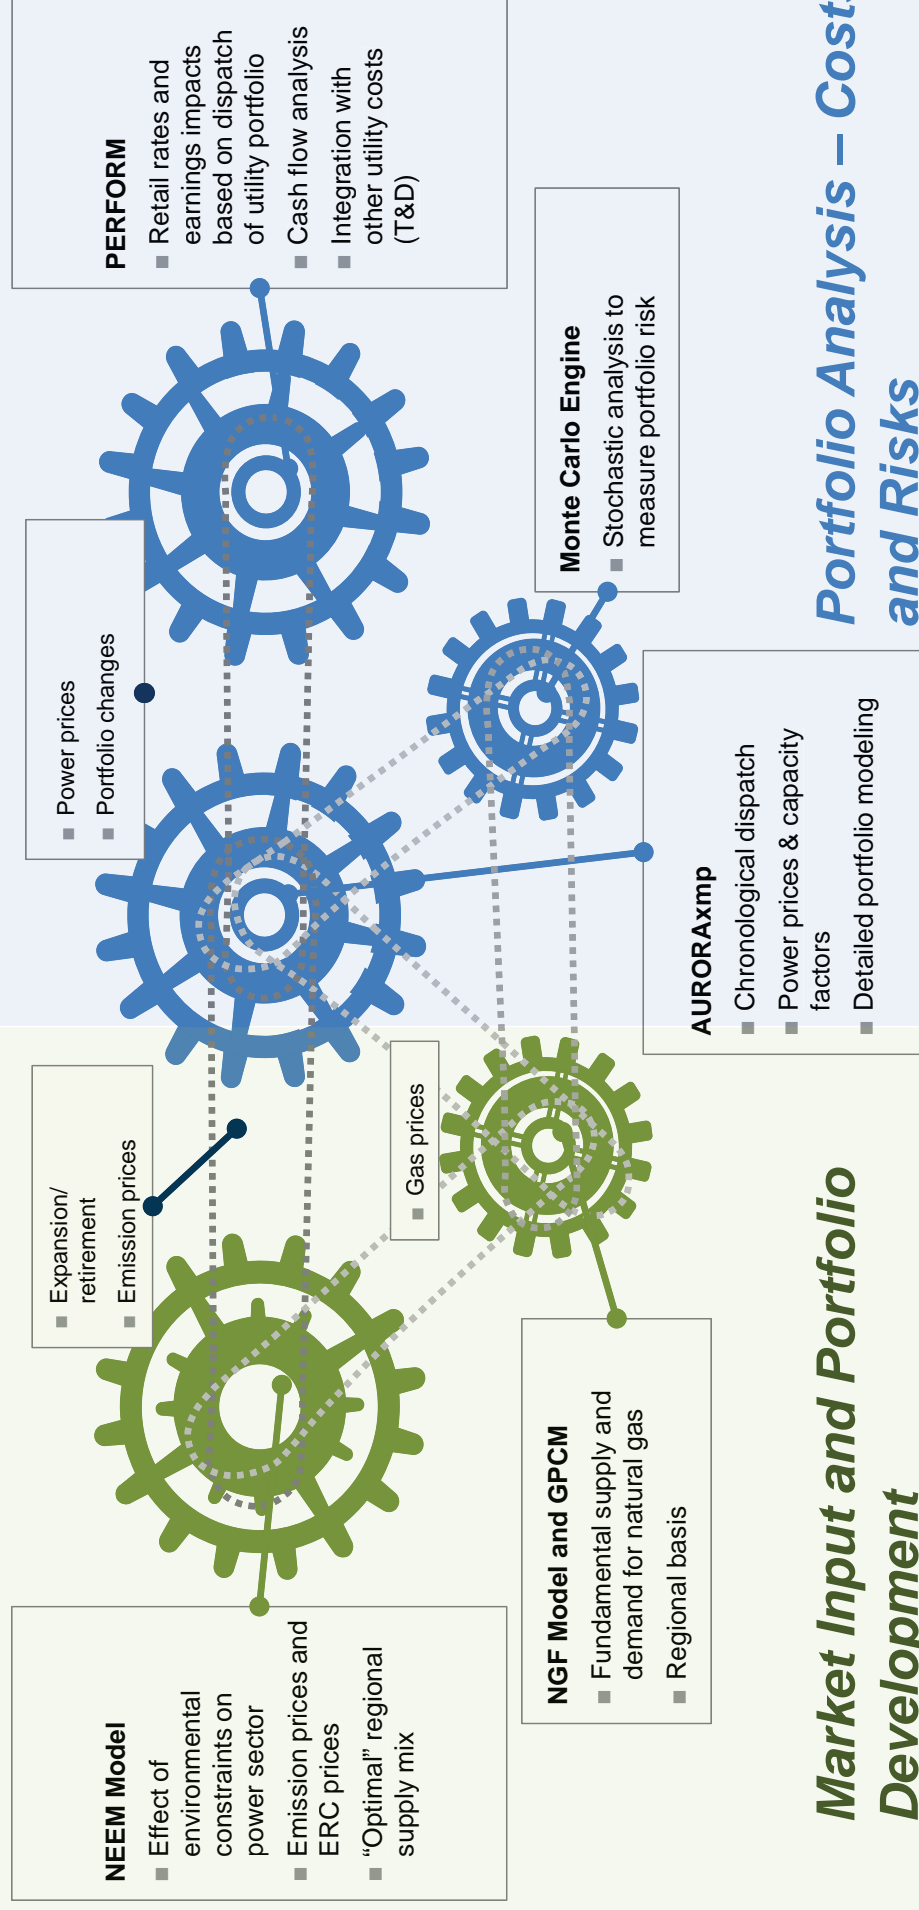 NEEM Model
Effect of
environmental
constraints on
power sector
Emission prices and
ERC prices
“Optimal” regional
supply mix
Expansion/
retirement
Emission prices
Power prices
Portfolio changes
PERFORM
Retail rates and
earnings impacts
based on dispatch
of utility portfolio
Cash flow analysis
Integration with
other utility costs
(T&D)
Gas prices
NGF Model and GPCM
Fundamental supply and
demand for natural gas
Regional basis
AURORAxmp
Chronological dispatch
Power prices & capacity
factors
Detailed portfolio modeling
Monte Carlo Engine
Stochastic analysis to
measure portfolio risk
Market Input and Portfolio
Development
Portfolio Analysis – Costs
and Risks